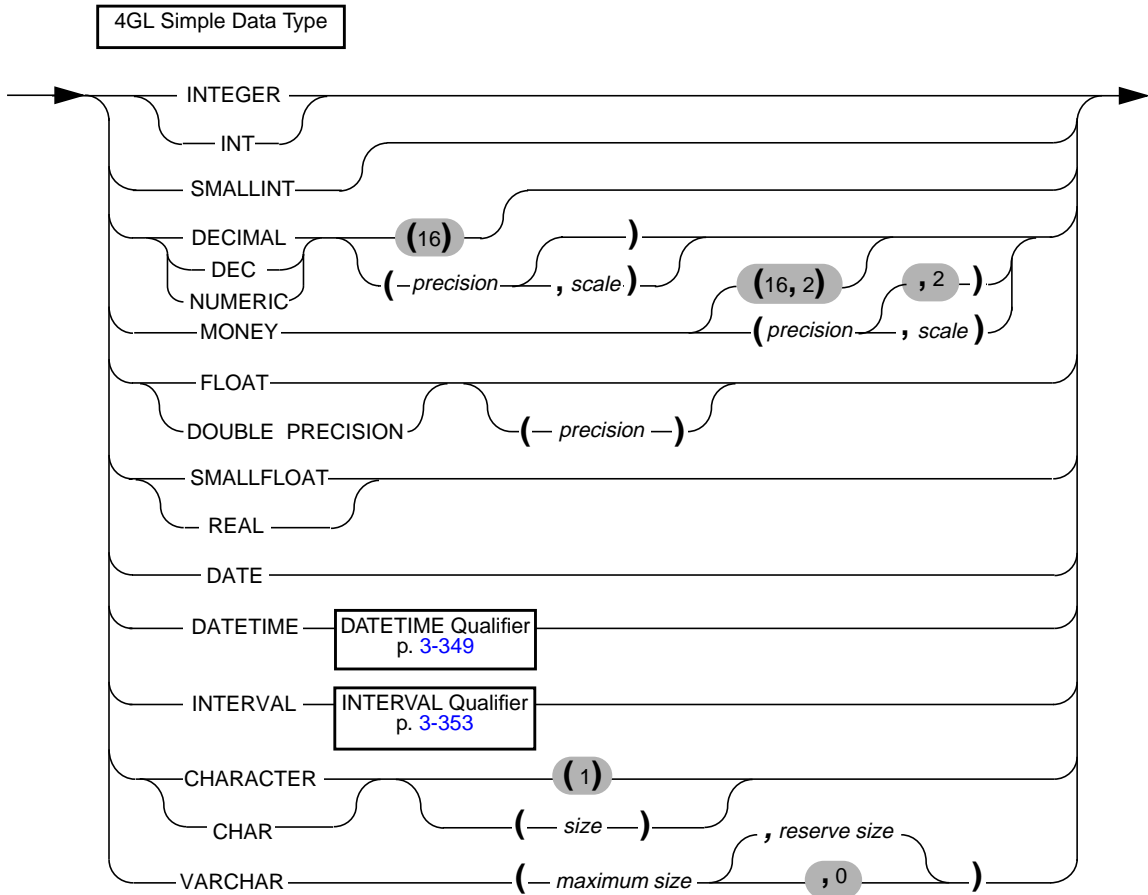 4GL Simple Data Type
INTEGER
INT
SMALLINT
DECIMAL (16) )
DEC ( precision , scale ) (16, 2) , 2 )
NUMERIC
MONEY ( precision , scale )
FLOAT
DOUBLE PRECISION ( precision )
SMALLFLOAT
REAL
DATE
DATETIME DATETIME Qualifier
p. 3-349
INTERVAL INTERVAL Qualifier
p. 3-353
CHARACTER (1)
CHAR ( size )
, reserve size
VARCHAR ( maximum size , 0 )